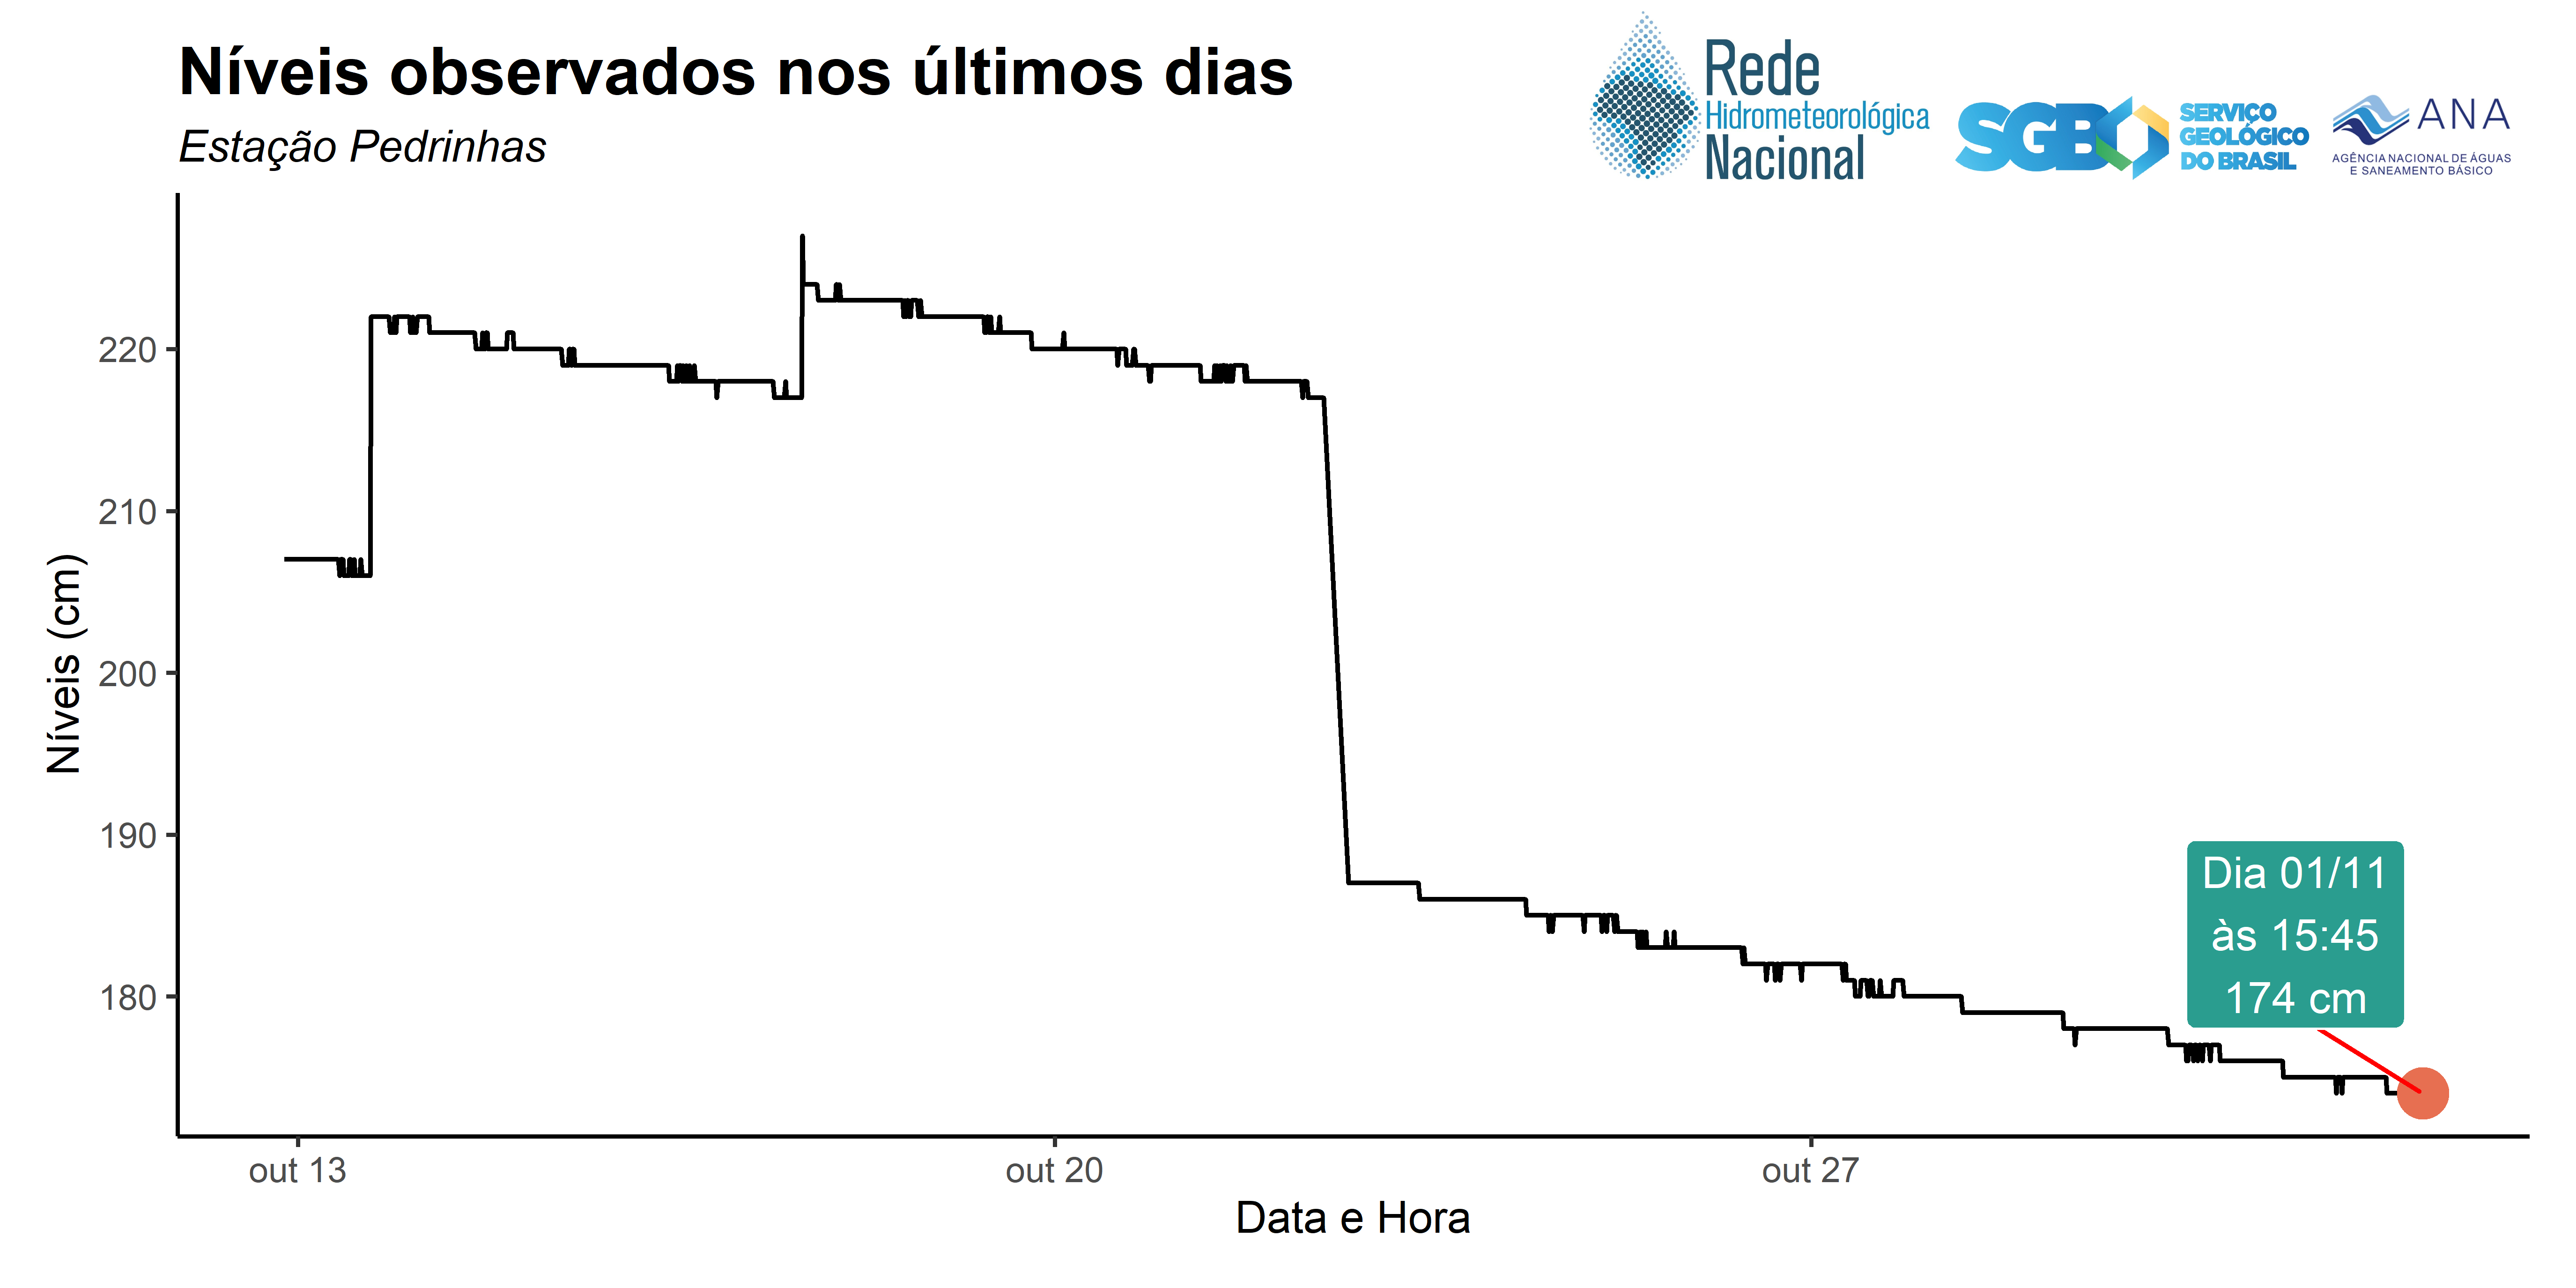 Níveis observados nos últimos dias
Estação Pedrinhas
Rede
Hidrometeorológica
Nacional
SGB
SERVIÇO
GEOLÓGICO
DO BRASIL
ANA
AGÊNCIA NACIONAL DE ÁGUAS
E SANEAMENTO BÁSICO
Níveis (cm)
220
210
200
190
180
Dia 01/11
às 15:45
174 cm
out 13
out 20
out 27
Data e Hora